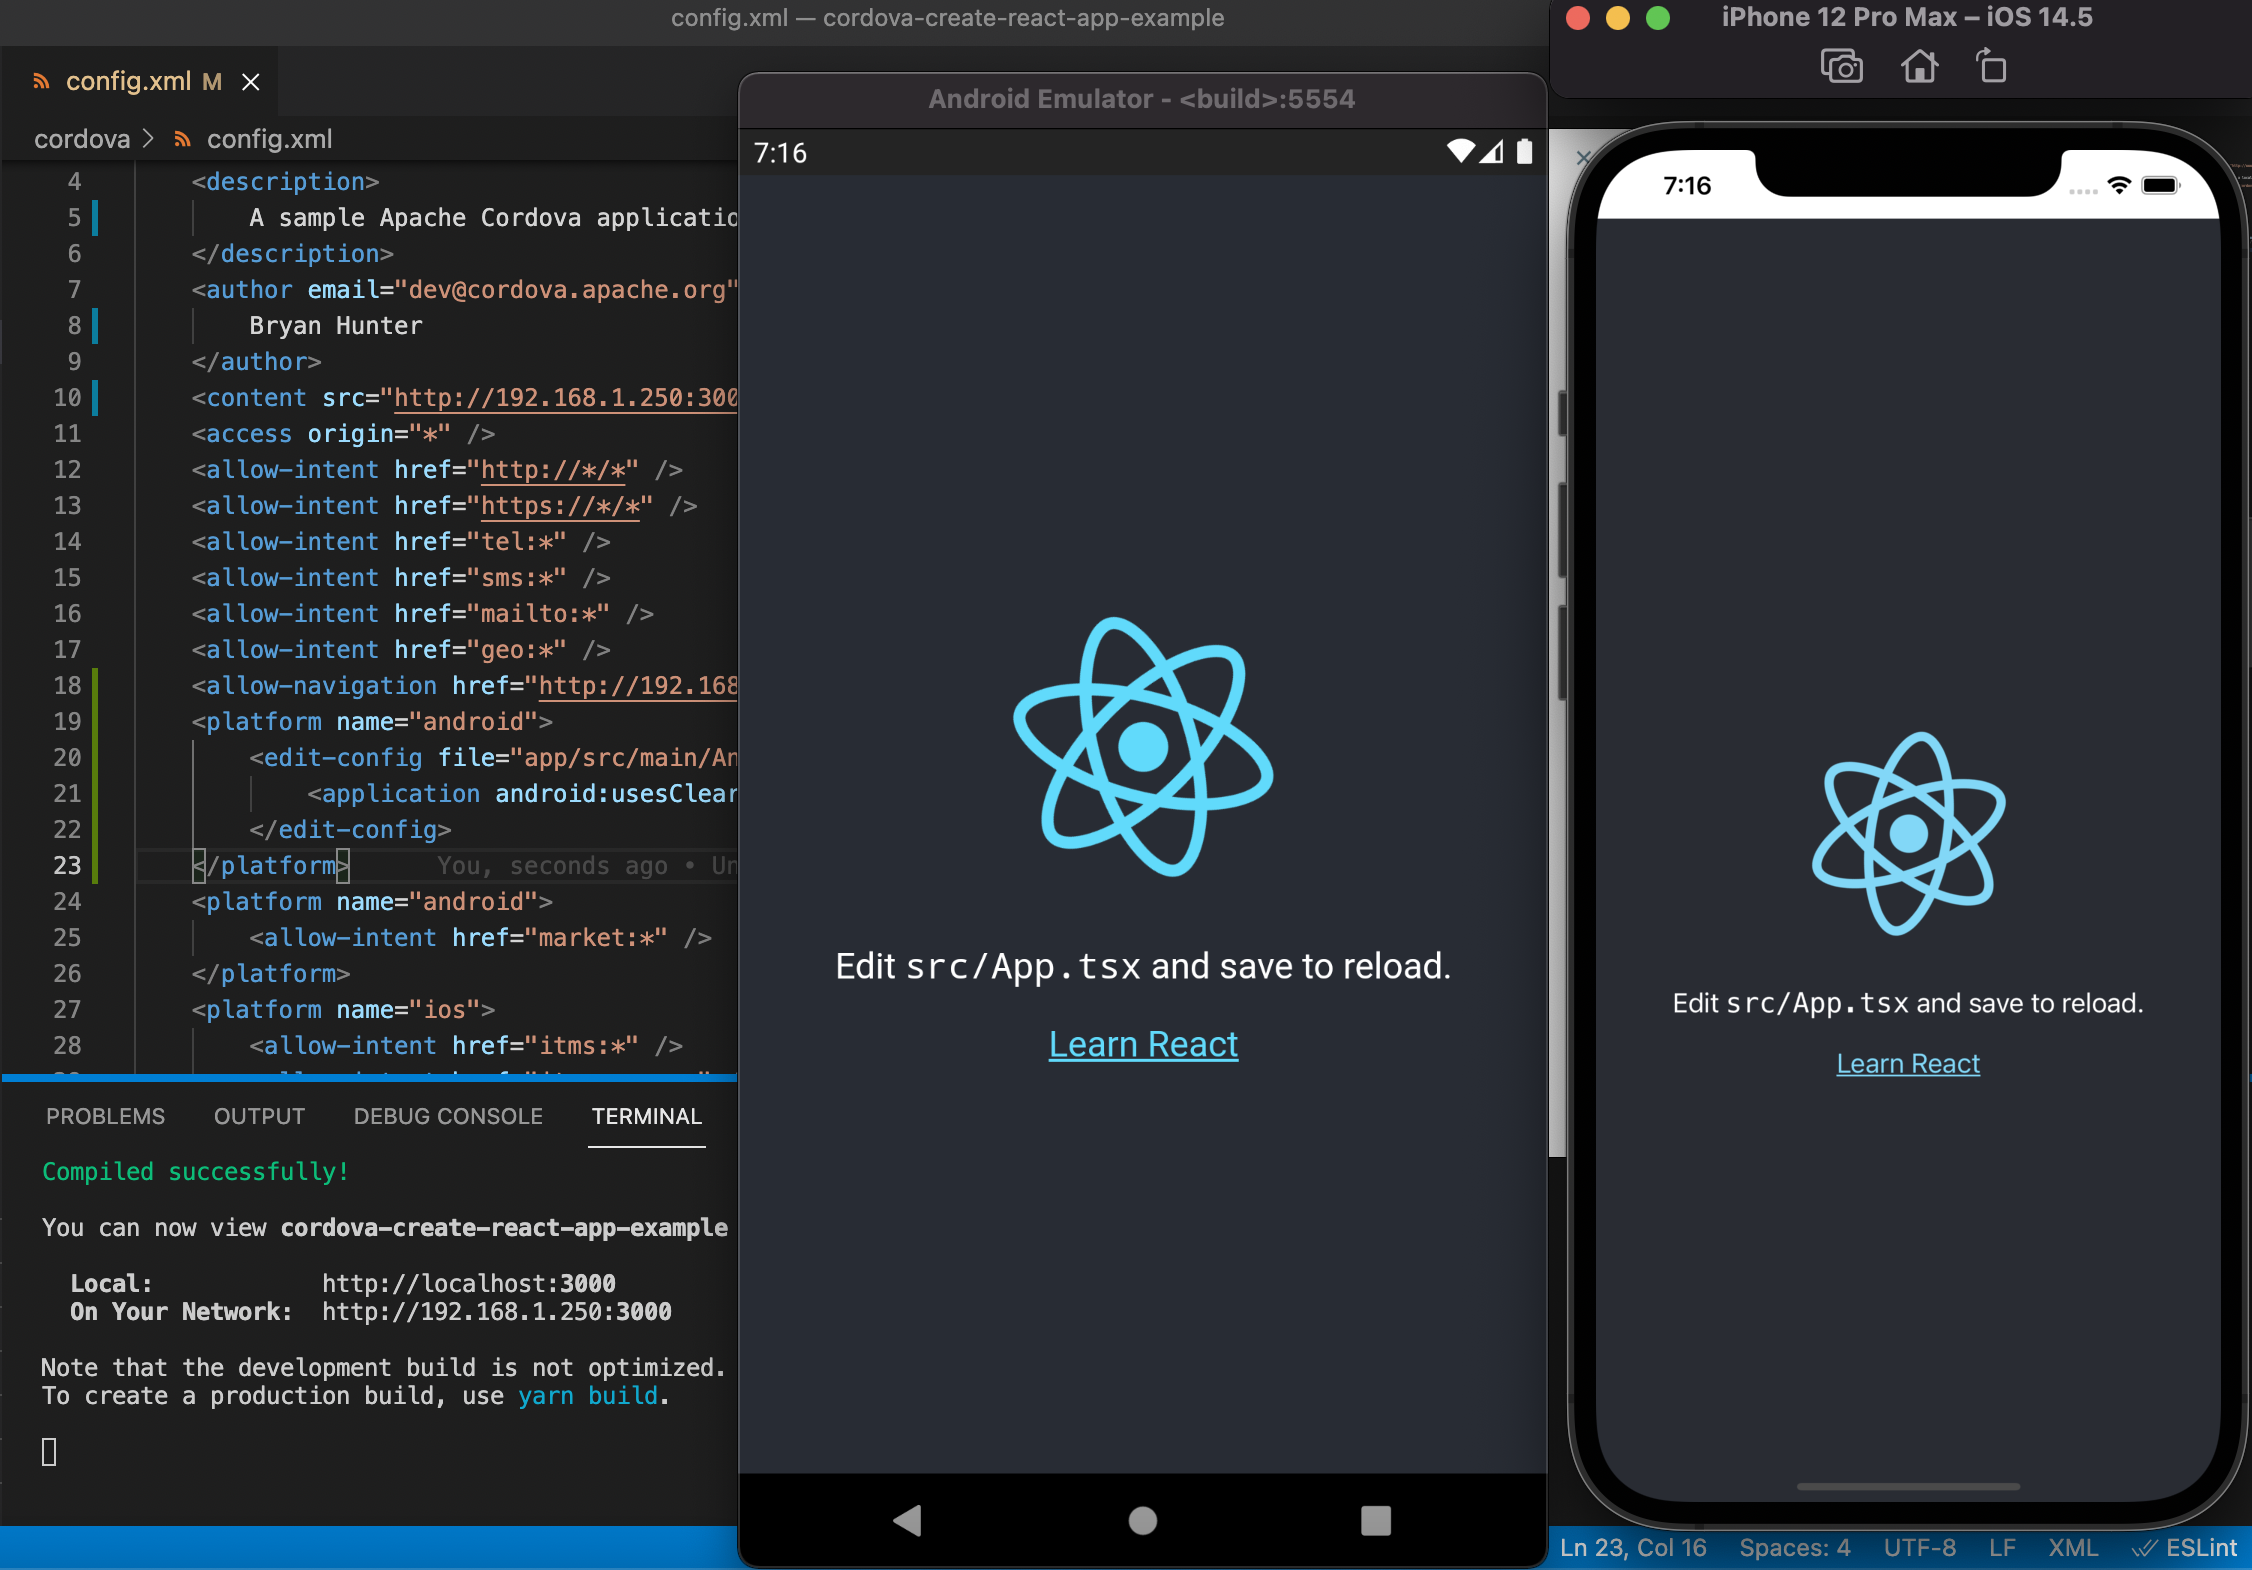 config.xml — cordova-create-react-app-example
config.xml M
cordova > config.xml
4 <description>
5 A sample Apache Cordova applicatio
6 </description>
7 <author email="dev@cordova.apache.org"
8 Bryan Hunter
9 </author>
10 <content src="http://192.168.1.250:300
11 <access origin="*" />
12 <allow-intent href="http://*/*" />
13 <allow-intent href="https://*/*" />
14 <allow-intent href="tel:*" />
15 <allow-intent href="sms:*" />
16 <allow-intent href="mailto:*" />
17 <allow-intent href="geo:*" />
18 <allow-navigation href="http://192.168
19 <platform name="android">
20 <edit-config file="app/src/main/An
21 <application android:usesClear
22 </edit-config>
23 </platform> You, seconds ago • Un
24 <platform name="android">
25 <allow-intent href="market:*" />
26 </platform>
27 <platform name="ios">
28 <allow-intent href="itms:*" />
PROBLEMS OUTPUT DEBUG CONSOLE TERMINAL
Compiled successfully!
You can now view cordova-create-react-app-example
Local: http://localhost:3000
On Your Network: http://192.168.1.250:3000
Note that the development build is not optimized.
To create a production build, use yarn build.
Android Emulator - <build>:5554
7:16
Edit src/App.tsx and save to reload.
Learn React
iPhone 12 Pro Max – iOS 14.5
7:16
Edit src/App.tsx and save to reload.
Learn React
Ln 23, Col 16 Spaces: 4 UTF-8 LF XML ESLint